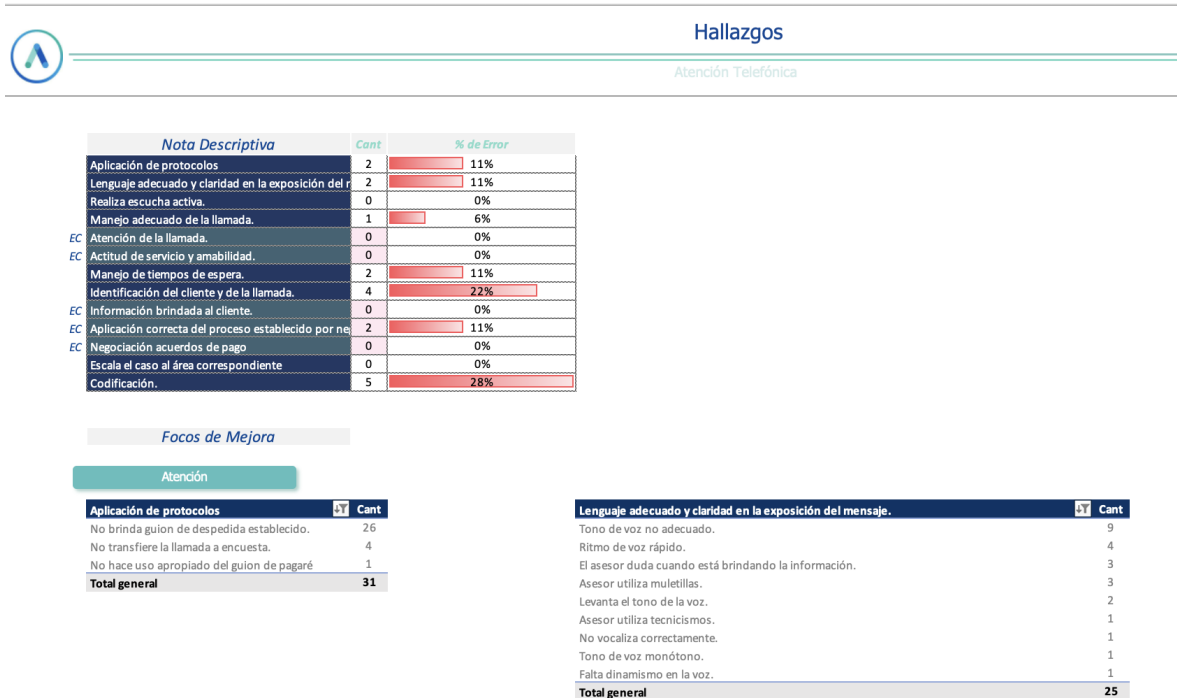 Hallazgos
Atención Telefónica
Nota Descriptiva Cant % de Error
Aplicación de protocolos 2 11%
Lenguaje adecuado y claridad en la exposición del 2 11%
Realiza escucha activa. 0 0%
Manejo adecuado de la llamada. 1 6%
EC Atención de la llamada. 0 0%
EC Actitud de servicio y amabilidad. 0 0%
Manejo de tiempos de espera. 2 11%
Identificación del cliente y de la llamada. 4 22%
EC Información brindada al cliente. 0 0%
EC Aplicación correcta del proceso establecido por 2 11%
EC Negociación acuerdos de pago 0 0%
Escala el caso al área correspondiente 0 0%
Codificación. 5 28%
Focos de Mejora
Atención
Aplicación de protocolos Cant
No brinda guion de despedida establecido. 26
No transfiere la llamada a encuesta. 4
No hace uso apropiado del guion de pagaré 1
Total general 31
Lenguaje adecuado y claridad en la exposición del mensaje. Cant
Tono de voz no adecuado. 9
Ritmo de voz rápido. 4
El asesor duda cuando está brindando la información. 3
Asesor utiliza muletillas. 3
Levanta el tono de la voz. 2
Asesor utiliza tecnicismos. 1
No vocaliza correctamente. 1
Tono de voz monótono. 1
Falta dinamismo en la voz. 1
Total general 25